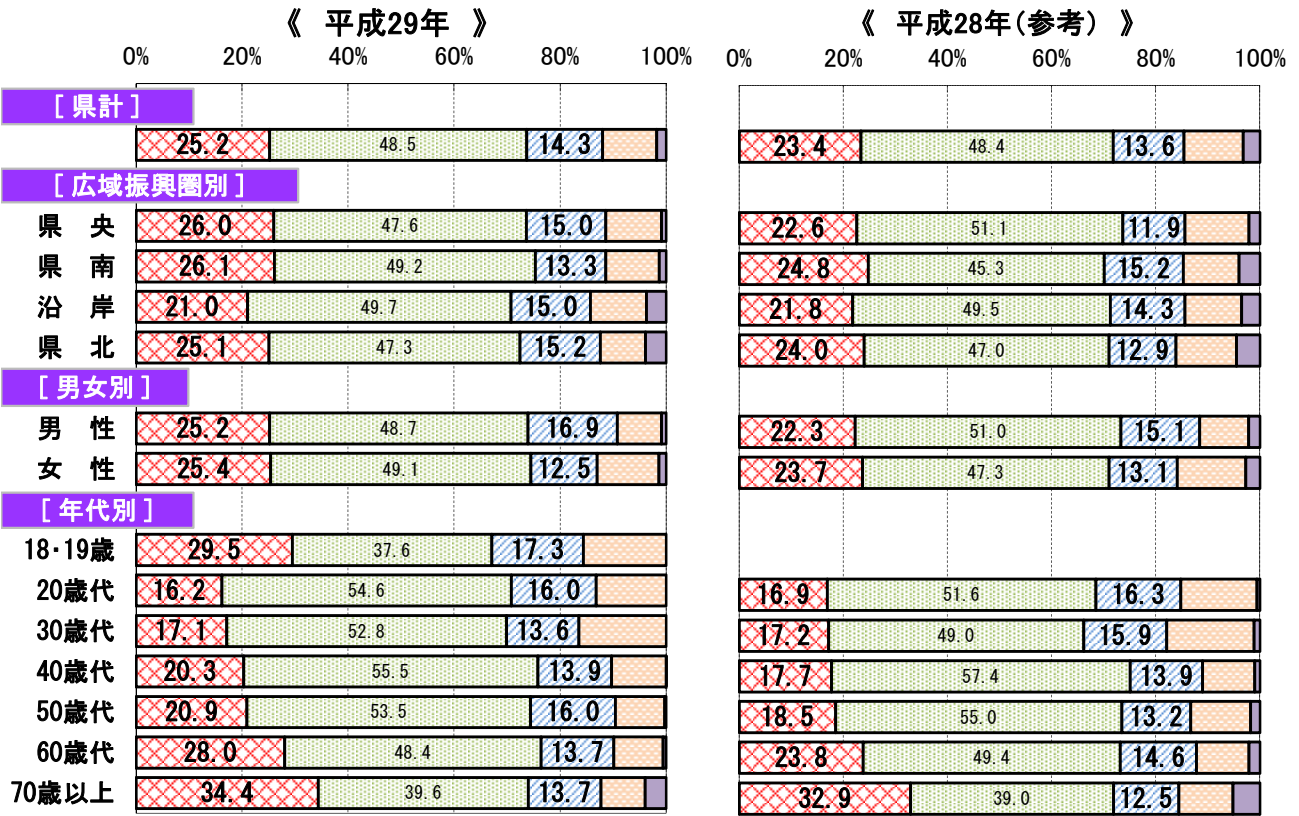 《 平成29年 》 《 平成28年(参考) 》
0% 20% 40% 60% 80% 100% 0% 20% 40% 60% 80% 100%
[ 県計 ]
25.2 48.5 14.3 23.4 48.4 13.6
[ 広域振興圏別 ]
県 央 26.0 47.6 15.0 22.6 51.1 11.9
県 南 26.1 49.2 13.3 24.8 45.3 15.2
沿 岸 21.0 49.7 15.0 21.8 49.5 14.3
県 北 25.1 47.3 15.2 24.0 47.0 12.9
[ 男女別 ]
男 性 25.2 48.7 16.9 22.3 51.0 15.1
女 性 25.4 49.1 12.5 23.7 47.3 13.1
[ 年代別 ]
18・19歳 29.5 37.6 17.3
20歳代 16.2 54.6 16.0 16.9 51.6 16.3
30歳代 17.1 52.8 13.6 17.2 49.0 15.9
40歳代 20.3 55.5 13.9 17.7 57.4 13.9
50歳代 20.9 53.5 16.0 18.5 55.0 13.2
60歳代 28.0 48.4 13.7 23.8 49.4 14.6
70歳以上 34.4 39.6 13.7 32.9 39.0 12.5